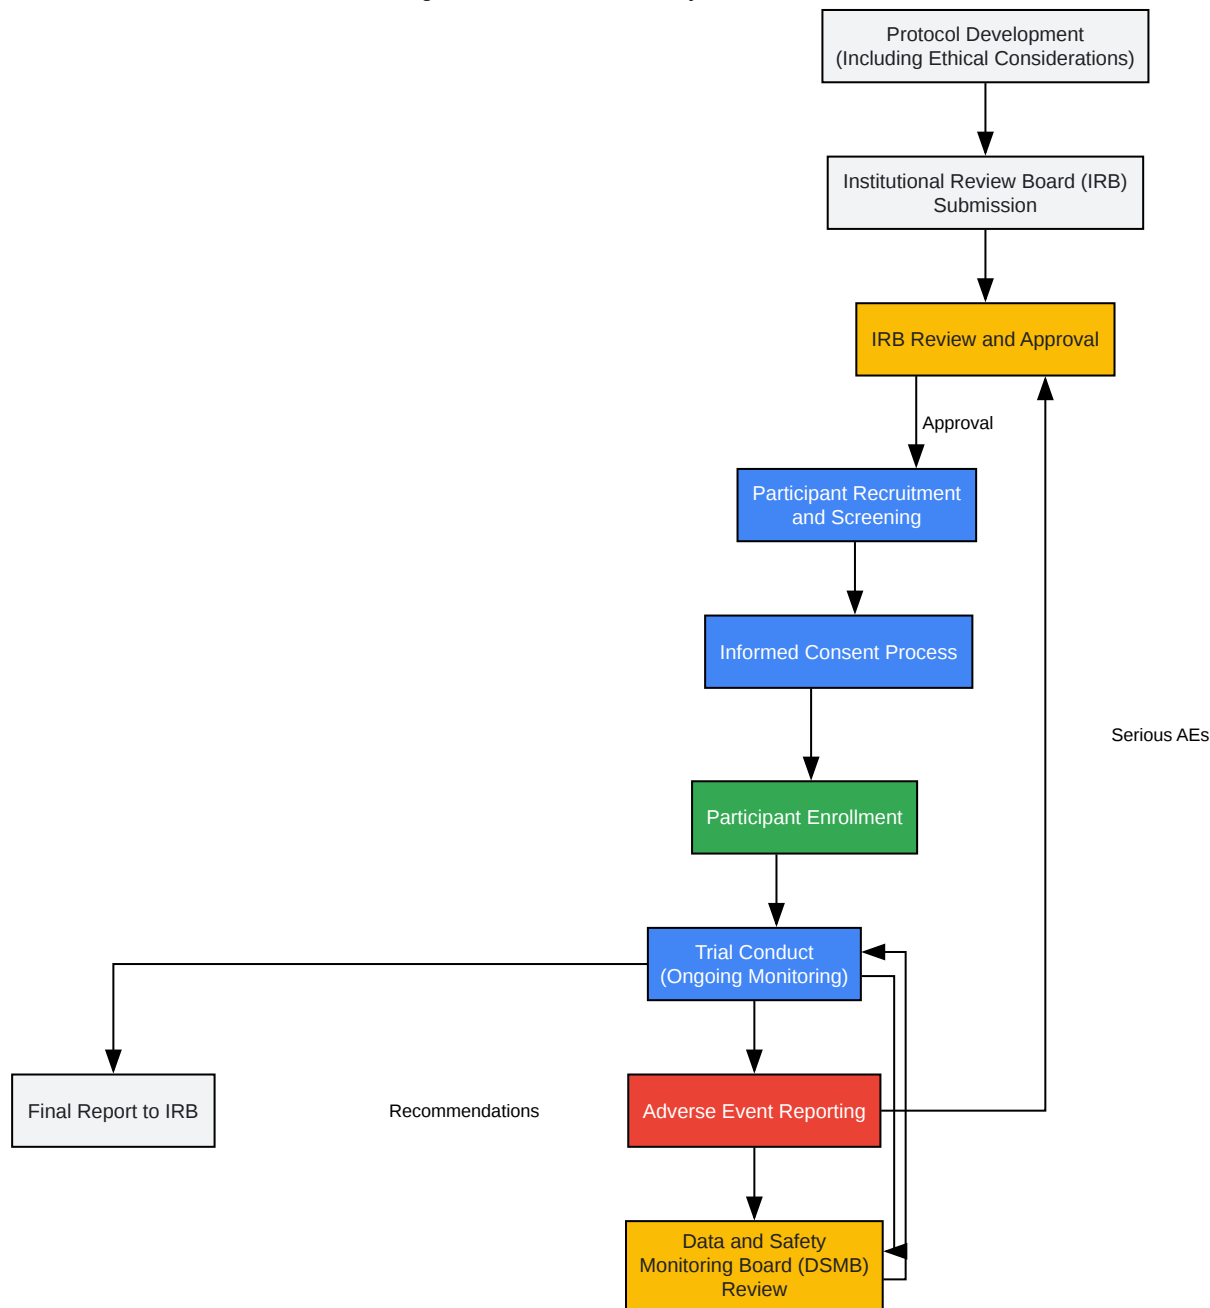 Protocol Development
(Including Ethical Considerations)
Institutional Review Board (IRB)
Submission
IRB Review and Approval
Approval
Participant Recruitment
and Screening
Informed Consent Process
Serious AEs
Participant Enrollment
Trial Conduct
(Ongoing Monitoring)
Final Report to IRB
Recommendations
Adverse Event Reporting
Data and Safety
Monitoring Board (DSMB)
Review